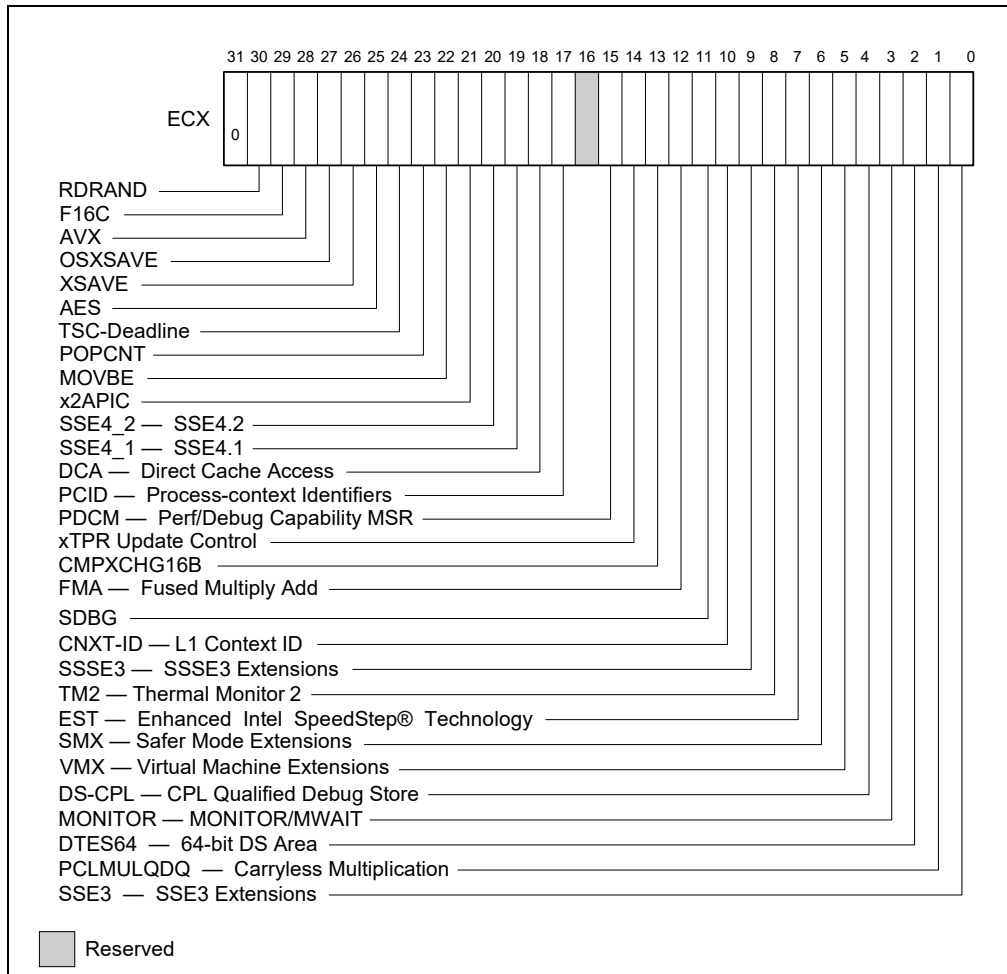 31 30 29 28 27 26 25 24 23 22 21 20 19 18 17 16 15 14 13 12 11 10 9 8 7 6 5 4 3 2 1 0
ECX
0
RDRAND
F16C
AVX
OSXSAVE
XSAVE
AES
TSC-Deadline
POPCNT
MOVBE
x2APIC
SSE4_2 — SSE4.2
SSE4_1 — SSE4.1
DCA — Direct Cache Access
PCID — Process-context Identifiers
PDCM — Perf/Debug Capability MSR
xTPR Update Control
CMPXCHG16B
FMA — Fused Multiply Add
SDBG
CNXT-ID — L1 Context ID
SSSE3 — SSSE3 Extensions
TM2 — Thermal Monitor 2
EST — Enhanced Intel SpeedStep® Technology
SMX — Safer Mode Extensions
VMX — Virtual Machine Extensions
DS-CPL — CPL Qualified Debug Store
MONITOR — MONITOR/MWAIT
DTES64 — 64-bit DS Area
PCLMULQDQ — Carryless Multiplication
SSE3 — SSE3 Extensions
Reserved